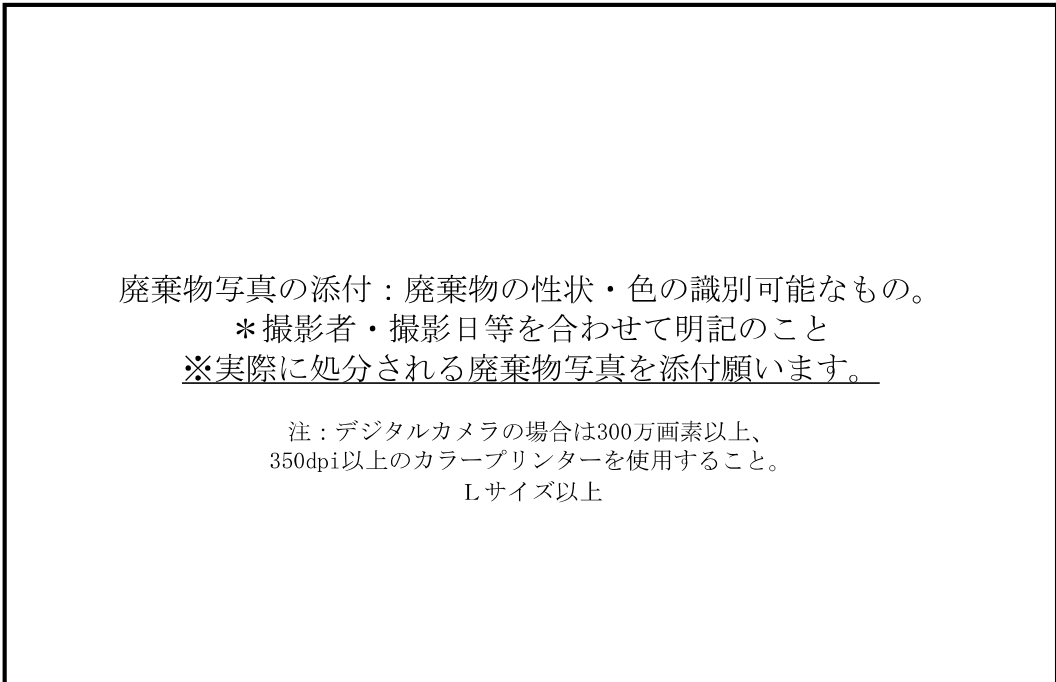 廃棄物写真の添付：廃棄物の性状・色の識別可能なもの。
＊撮影者・撮影日等を合わせて明記のこと
※実際に処分される廃棄物写真を添付願います。
注：デジタルカメラの場合は300万画素以上、
350dpi以上のカラープリンターを使用すること。
Ｌサイズ以上